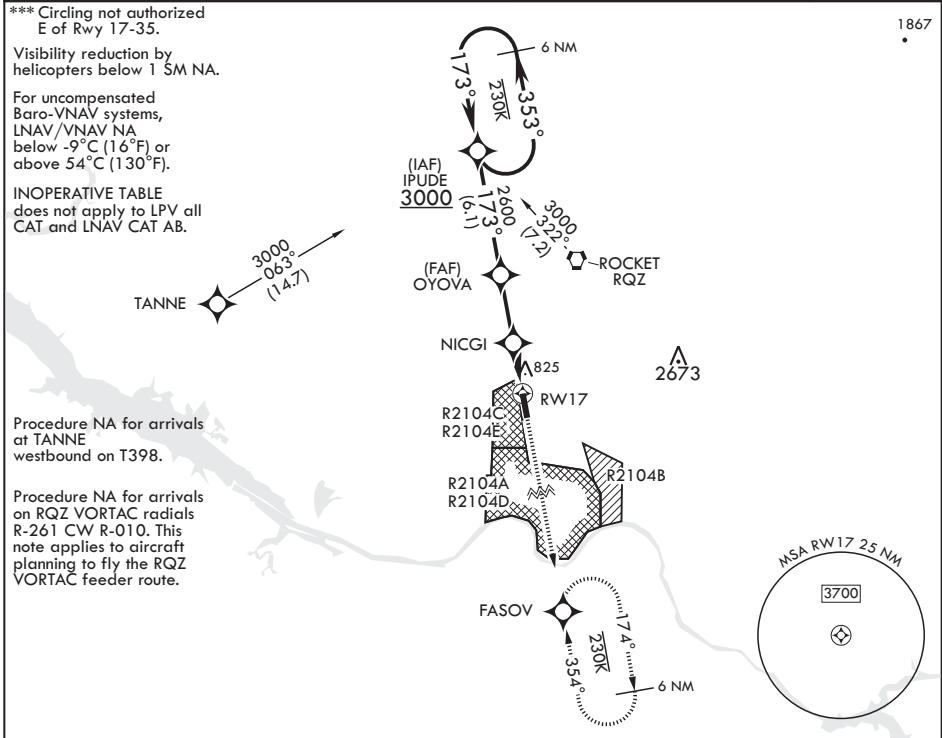 *** Circling not authorized
E of Rwy 17-35.
Visibility reduction by
helicopters below 1 SM NA.
For uncompensated
Baro-VNAV systems,
LNAV/VNAV NA
below -9°C (16°F) or
above 54°C (130°F).
INOPERATIVE TABLE
does not apply to LPV all
CAT and LNAV CAT AB.
1867
6 NM
173°
230K
353°
(IAF)
IPUDE
3000
2600
173°
(6.1)
3000
322°
(7.2)
ROCKET
RQZ
3000
063°
(14.7)
TANNE
(FAF)
OYOVA
NICGI
825
2673
RW17
R2104C
R2104E
R2104A
R2104D
R2104B
Procedure NA for arrivals
at TANNE
westbound on T398.
Procedure NA for arrivals
on RQZ VORTAC radials
R-261 CW R-010. This
note applies to aircraft
planning to fly the RQZ
VORTAC feeder route.
FASOV
174°
230K
354°
6 NM
MSA RW17 25 NM
3700